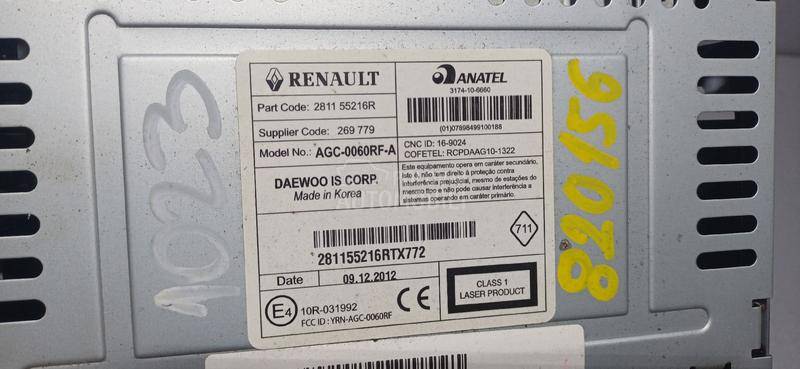 RENAULT
Part Code: 2811 55216R
Supplier Code: 269 779
Model No.: AGC-0060RF-A
DAEWOO IS CORP.
Made in Korea
ANATEL
3174-10-6660
(01)07898499100188
CNC ID: 16-9024
COFETEL: RCPDAAG10-1322
Este equipamento opera em caráter secundário,
isto é, não tem direito à proteção contra
interferência prejudicial, mesmo de estações do
mesmo tipo e não pode causar interferência a
sistemas operando em caráter primário.
281155216RTX772
711
Date 09.12.2012
E4 10R-031992
FCC ID : YRN-AGC-0060RF
CE
CLASS 1
LASER PRODUCT
820156